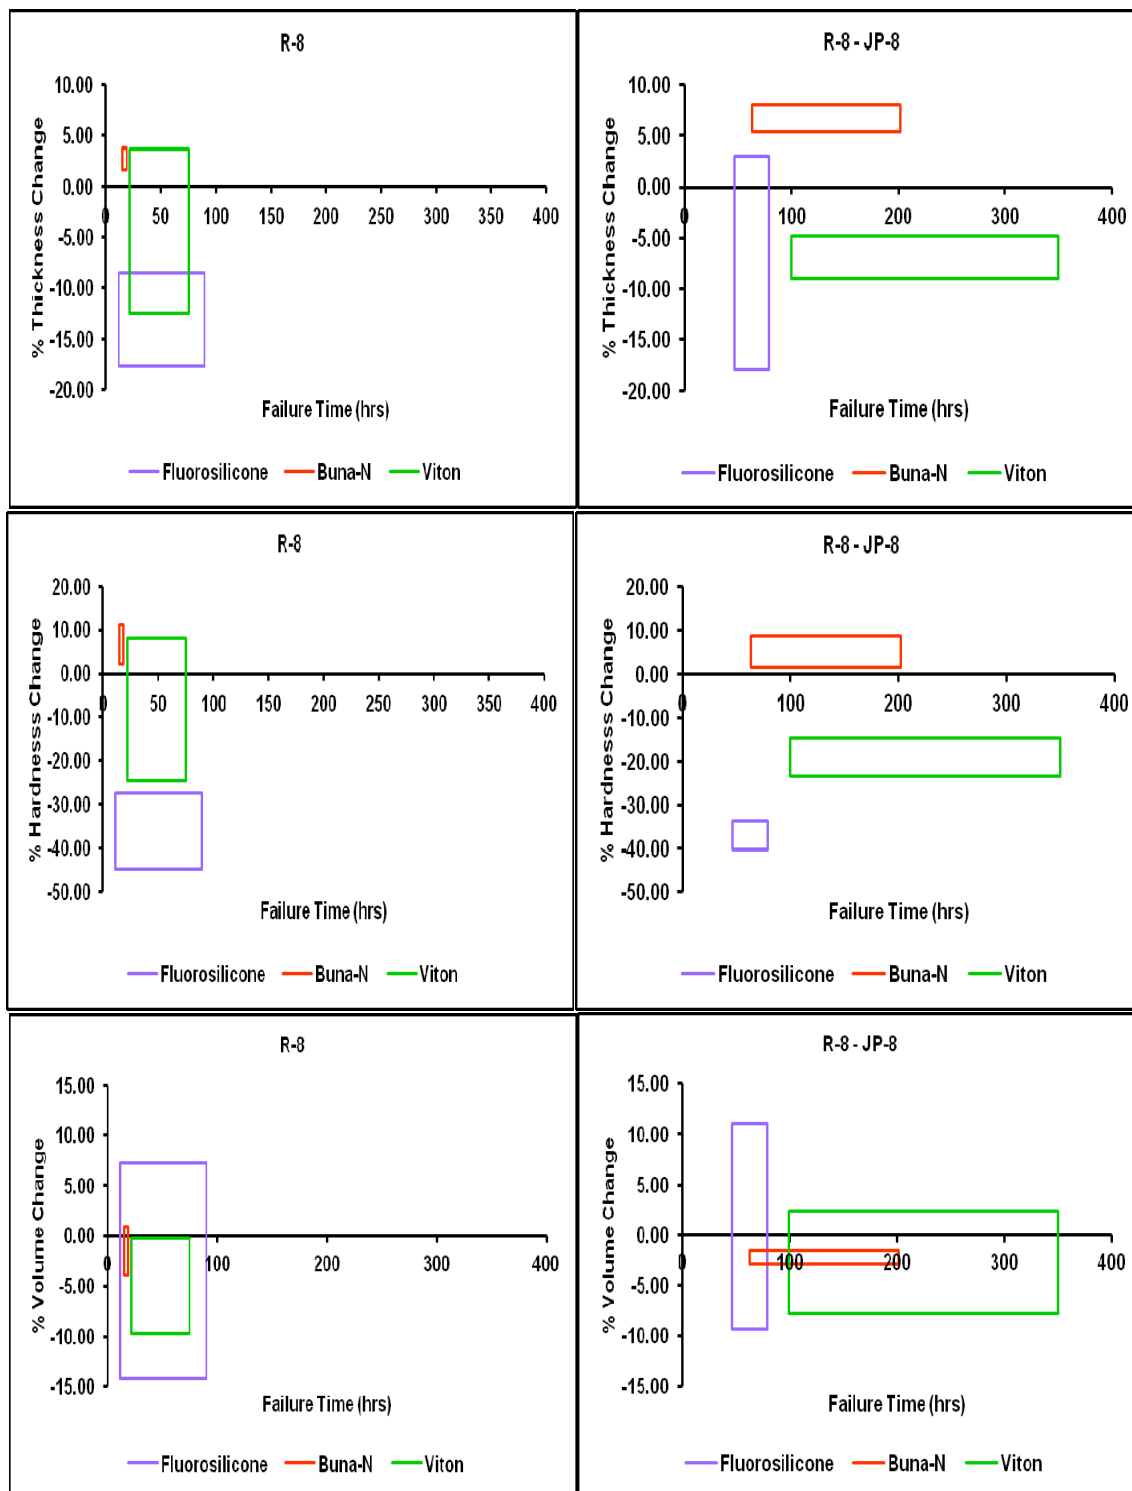 R-8
% Thickness Change
10.00
5.00
0.00
-5.00
-10.00
-15.00
-20.00
0 50 100 150 200 250 300 350 400
Failure Time (hrs)
Fluorosilicone Buna-N Viton
R-8 - JP-8
% Thickness Change
10.00
5.00
0.00
-5.00
-10.00
-15.00
-20.00
0 100 200 300 400
Failure Time (hrs)
Fluorosilicone Buna-N Viton
R-8
% Hardnesss Change
20.00
10.00
0.00
-10.00
-20.00
-30.00
-40.00
-50.00
0 50 100 150 200 250 300 350 400
Failure Time (hrs)
Fluorosilicone Buna-N Viton
R-8 - JP-8
% Hardnesss Change
20.00
10.00
0.00
-10.00
-20.00
-30.00
-40.00
-50.00
0 100 200 300 400
Failure Time (hrs)
Fluorosilicone Buna-N Viton
R-8
% Volume Change
15.00
10.00
5.00
0.00
-5.00
-10.00
-15.00
0 100 200 300 400
Failure Time (hrs)
Fluorosilicone Buna-N Viton
R-8 - JP-8
% Volume Change
15.00
10.00
5.00
0.00
-5.00
-10.00
-15.00
0 100 200 300 400
Failure Time (hrs)
Fluorosilicone Buna-N Viton